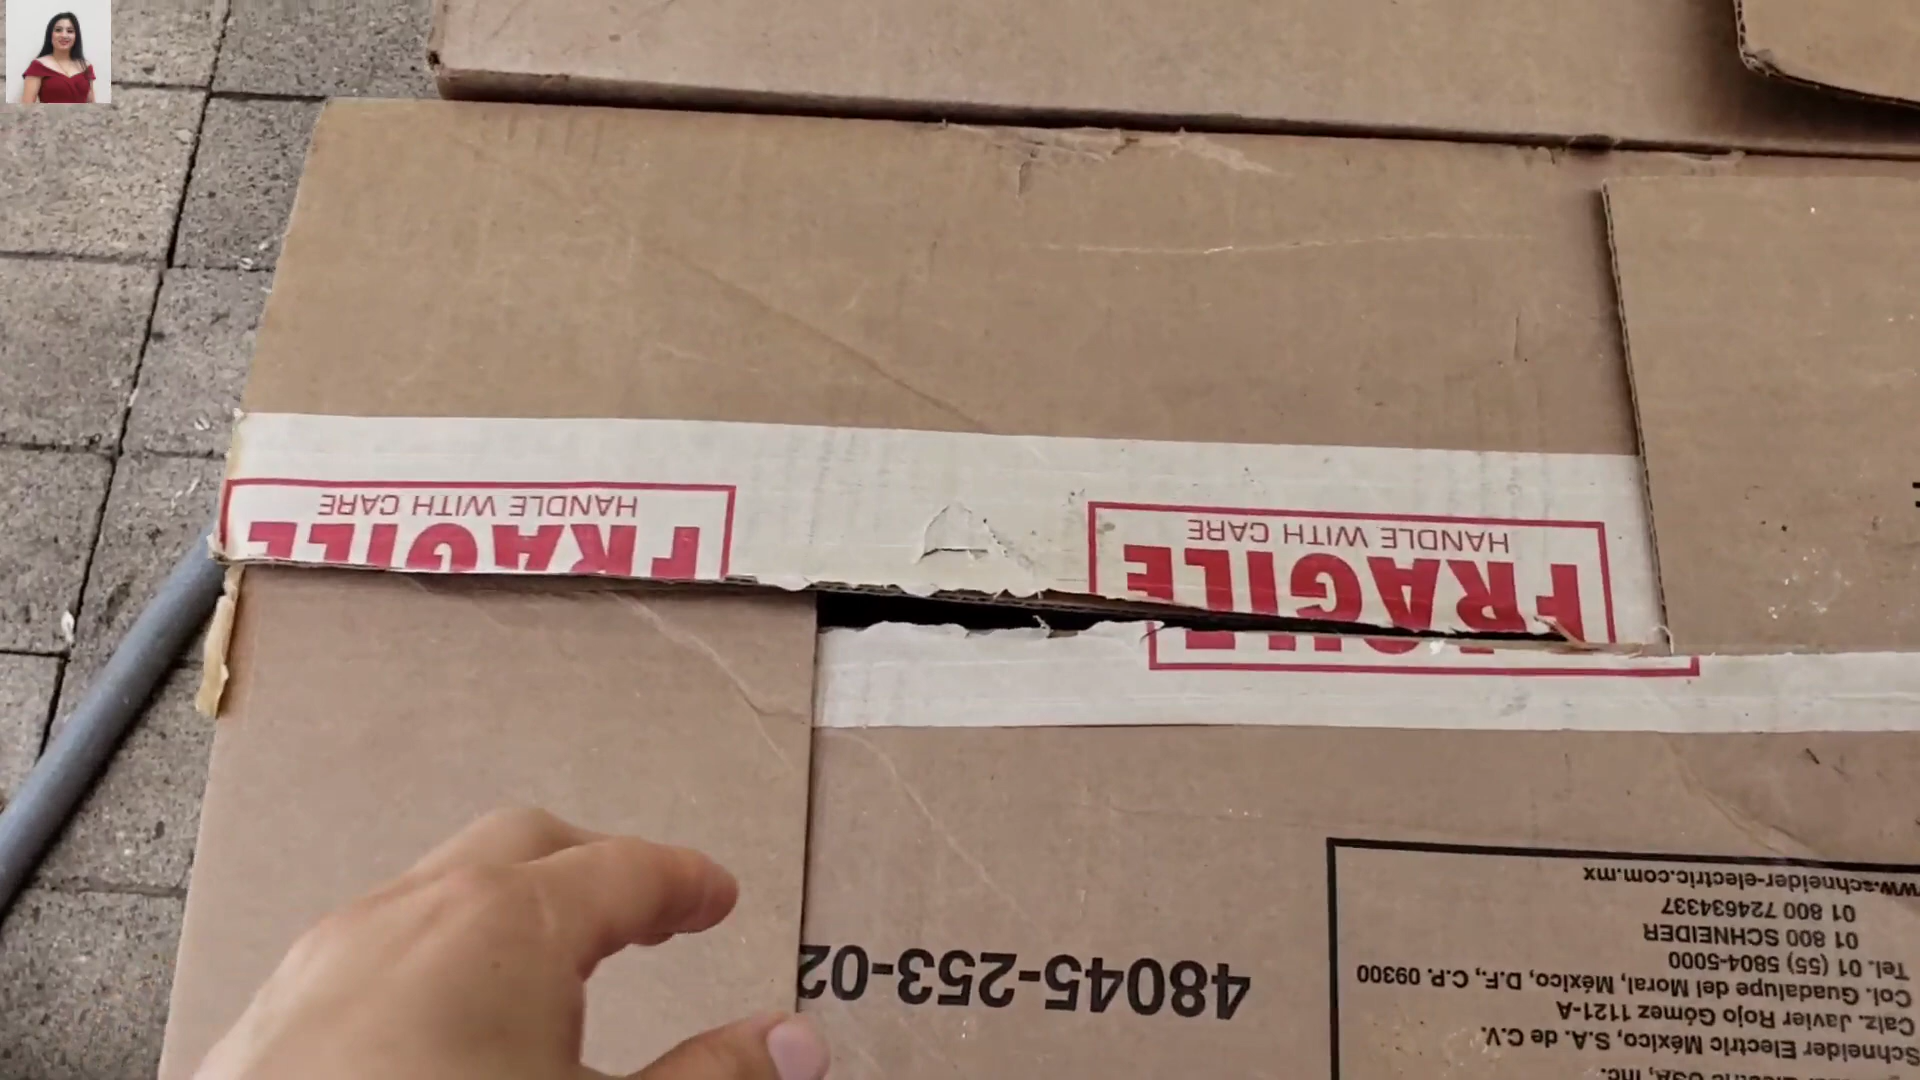 HANDLE WITH CARE
FRAGILE
HANDLE WITH CARE
FRAGILE
48045-253-02
Schneider Electric México, S.A. de C.V.
Calz. Javier Rojo Gómez 1121-A
Col. Guadalupe del Moral, México, D.F., C.P. 09300
Tel. 01 (55) 5804-5000
01 800 SCHNEIDER
01 800 724634337
www.schneider-electric.com.mx